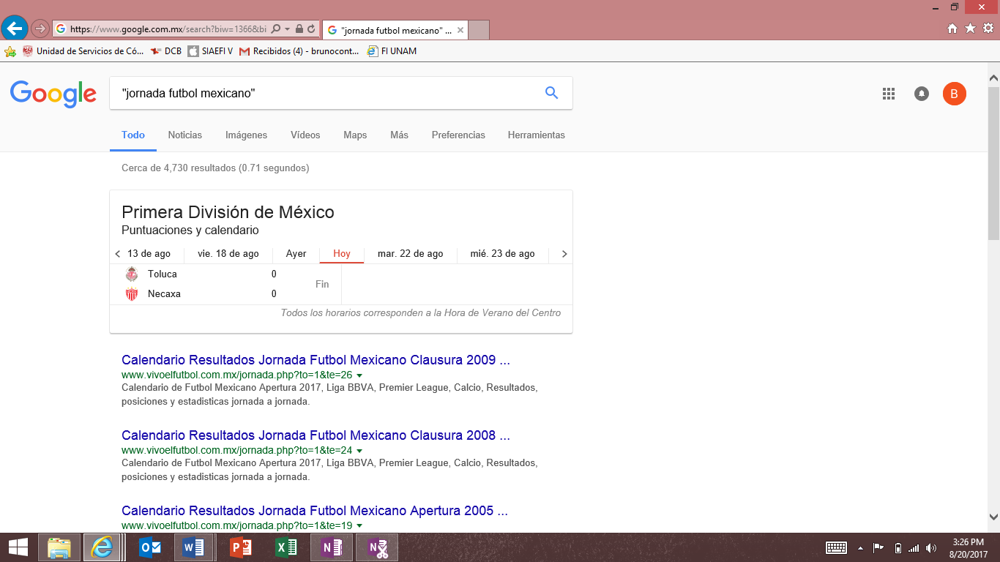 https://www.google.com.mx/search?biw=1366&bi
"jornada futbol mexicano" ...
Unidad de Servicios de Có... DCB SIAEFI V Recibidos (4) - brunocont... FI UNAM
Google
"jornada futbol mexicano"
B
Todo Noticias Imágenes Vídeos Maps Más Preferencias Herramientas
Cerca de 4,730 resultados (0.71 segundos)
Primera División de México
Puntuaciones y calendario
13 de ago vie. 18 de ago Ayer Hoy mar. 22 de ago mié. 23 de ago
Toluca 0
Fin
Necaxa 0
Todos los horarios corresponden a la Hora de Verano del Centro
Calendario Resultados Jornada Futbol Mexicano Clausura 2009 ...
www.vivoelfutbol.com.mx/jornada.php?to=1&te=26
Calendario de Futbol Mexicano Apertura 2017, Liga BBVA, Premier League, Calcio, Resultados,
posiciones y estadisticas jornada a jornada.
Calendario Resultados Jornada Futbol Mexicano Clausura 2008 ...
www.vivoelfutbol.com.mx/jornada.php?to=1&te=24
Calendario de Futbol Mexicano Apertura 2017, Liga BBVA, Premier League, Calcio, Resultados,
posiciones y estadisticas jornada a jornada.
Calendario Resultados Jornada Futbol Mexicano Apertura 2005 ...
www.vivoelfutbol.com.mx/jornada.php?to=1&te=19
3:26 PM
8/20/2017